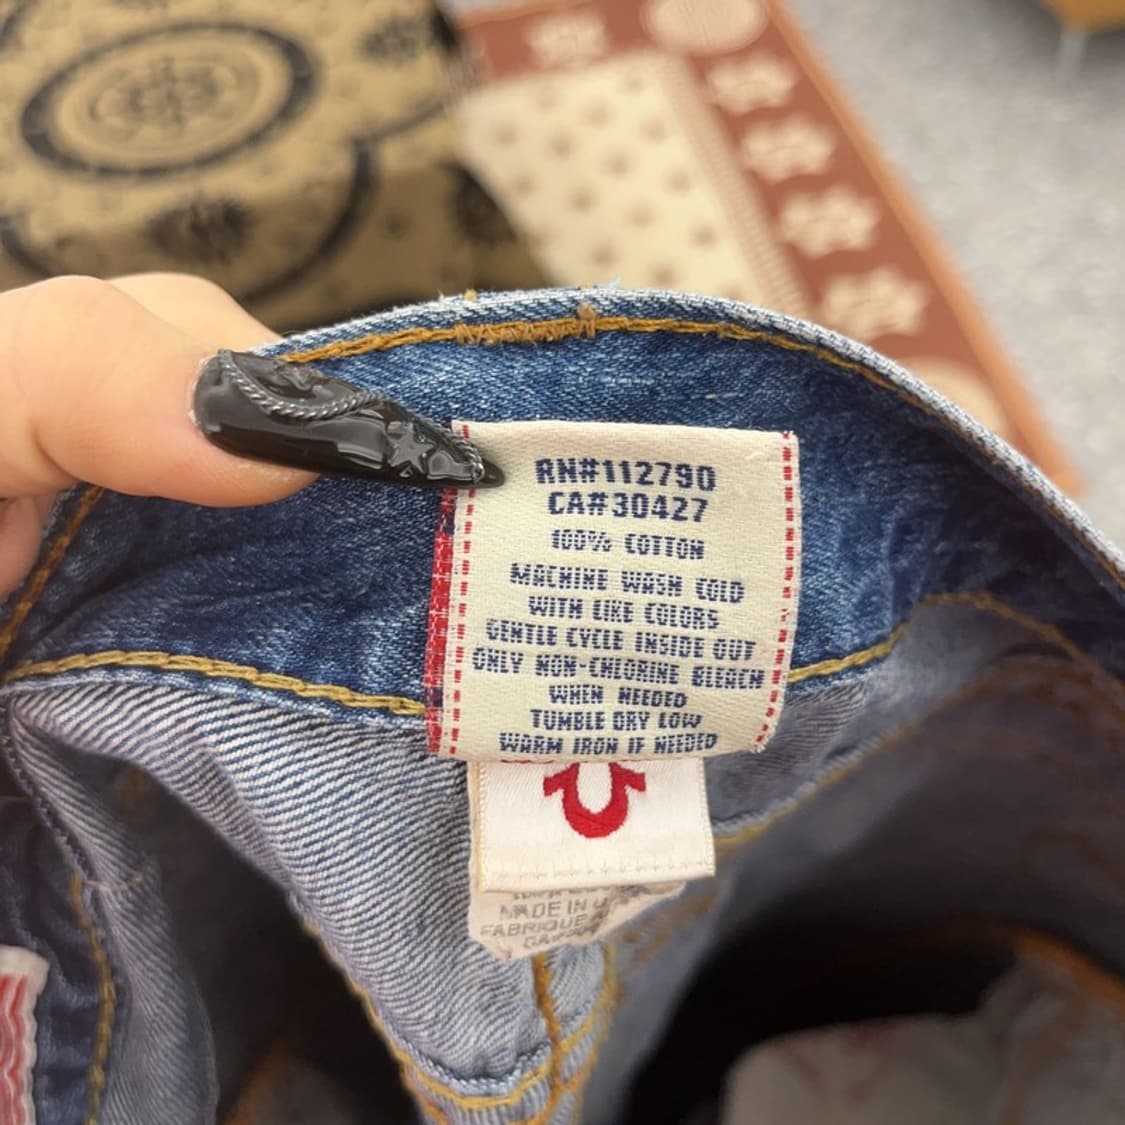 RN#112790
CA#30427
100% COTTON
MACHINE WASH COLD
WITH LIKE COLORS
GENTLE CYCLE INSIDE OUT
ONLY NON-CHLORINE BLEACH
WHEN NEEDED
TUMBLE DRY LOW
WARM IRON IF NEEDED
MADE IN
FABRIQUE